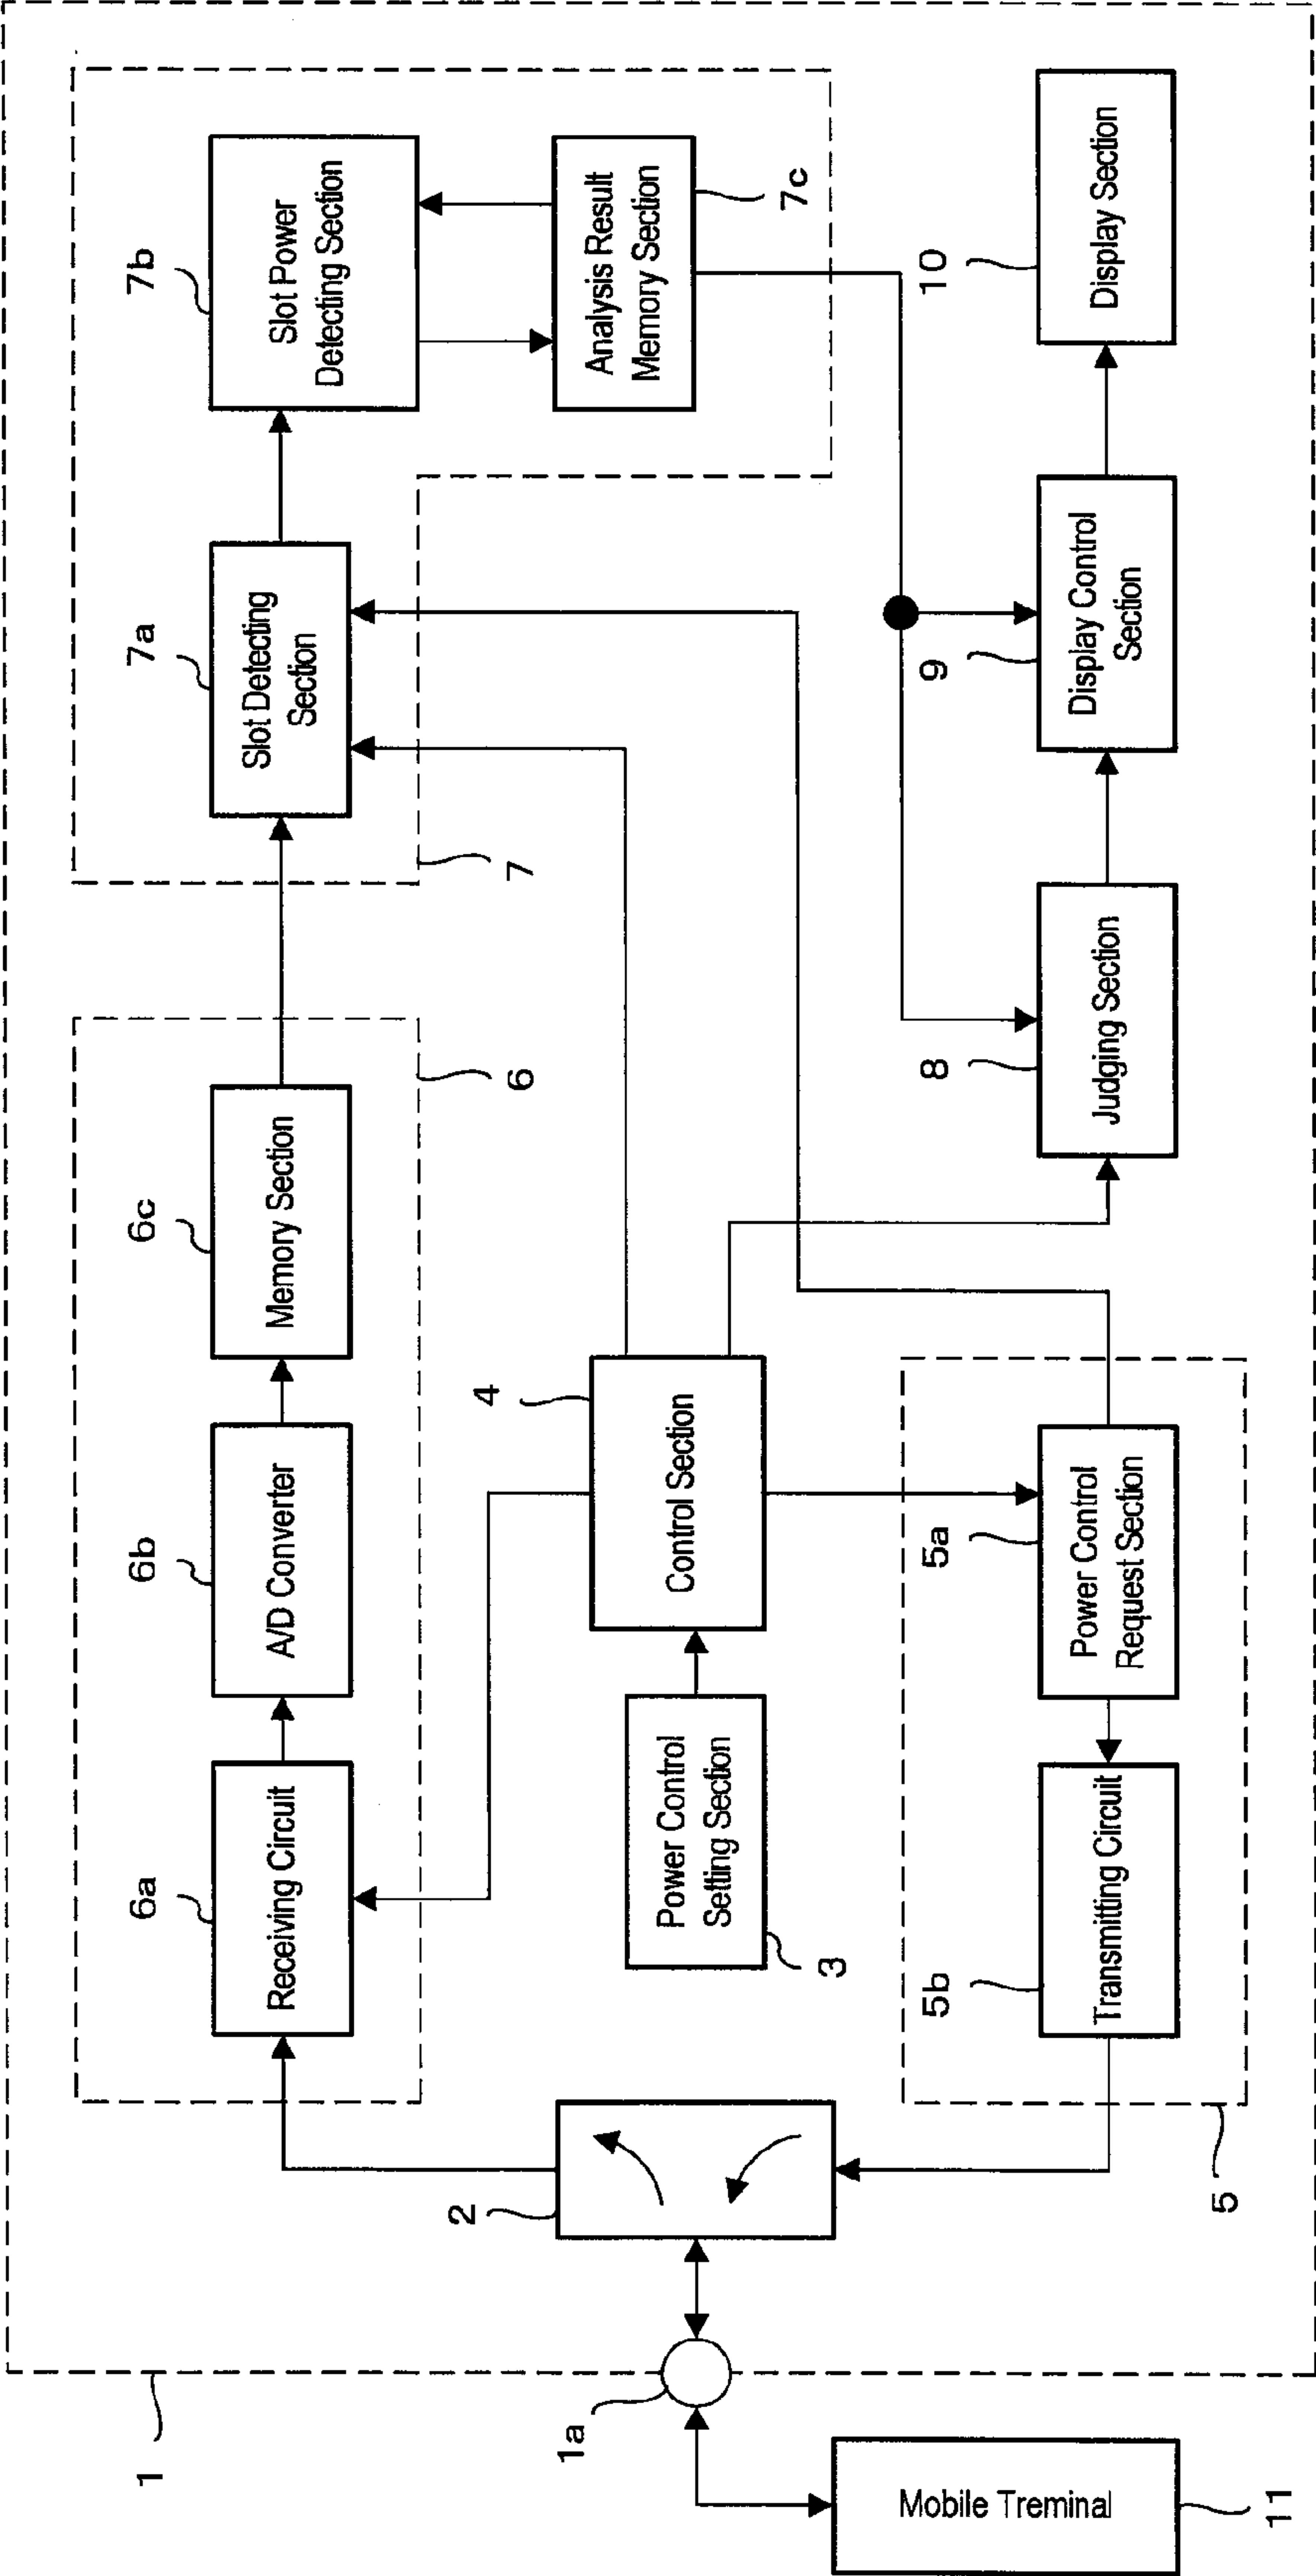 1
1a
Mobile Treminal
11
2
6
6a
Receiving Circuit
6b
A/D Converter
6c
Memory Section
7
7a
Slot Detecting
Section
7b
Slot Power
Detecting Section
Analysis Result
Memory Section
7c
Power Control
Setting Section
3
4
Control Section
5
5b
Transmitting Circuit
5a
Power Control
Request Section
8
Judging Section
9
Display Control
Section
10
Display Section